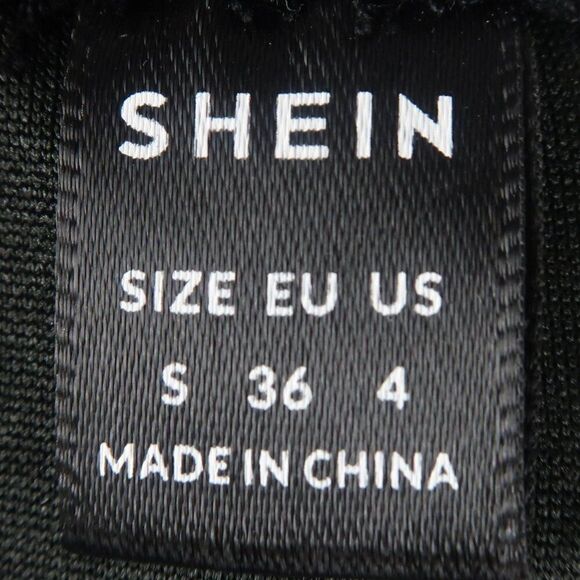 SHEIN
SIZE EU US
S 36 4
MADE IN CHINA